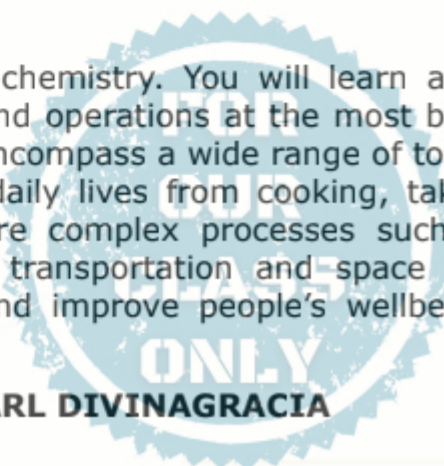 chemistry. You will learn a
nd operations at the most b
ncompass a wide range of to
daily lives from cooking, tak
re complex processes such
transportation and space
nd improve people's wellbe
ARL DIVINAGRACIA
FOR
OUR
CLASS
ONLY